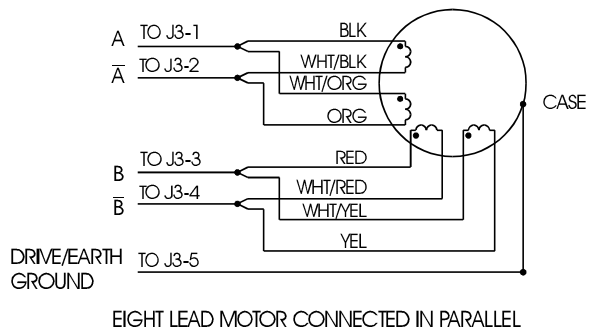 A TO J3-1 BLK
A̅ TO J3-2 WHT/BLK
WHT/ORG
ORG
CASE
B TO J3-3 RED
B̅ TO J3-4 WHT/RED
WHT/YEL
YEL
DRIVE/EARTH
GROUND
TO J3-5
EIGHT LEAD MOTOR CONNECTED IN PARALLEL